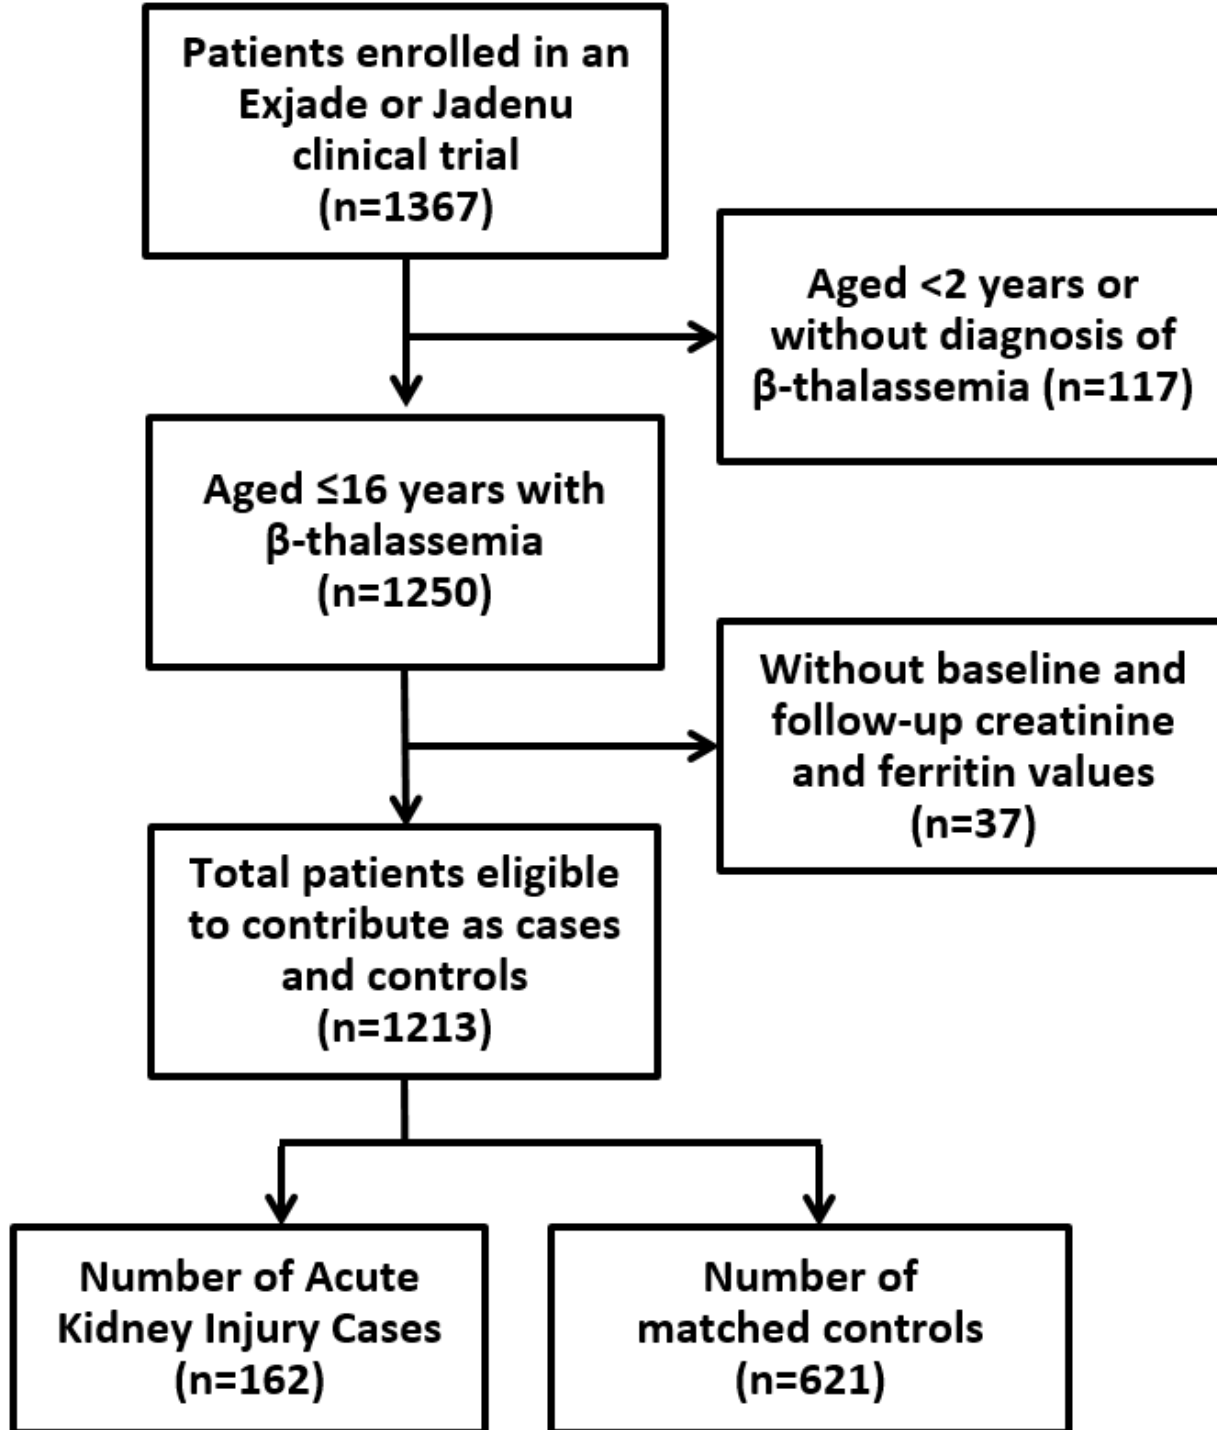 Patients enrolled in an
Exjade or Jadenu
clinical trial
(n=1367)
Aged <2 years or
without diagnosis of
β-thalassemia (n=117)
Aged ≤16 years with
β-thalassemia
(n=1250)
Without baseline and
follow-up creatinine
and ferritin values
(n=37)
Total patients eligible
to contribute as cases
and controls
(n=1213)
Number of Acute
Kidney Injury Cases
(n=162)
Number of
matched controls
(n=621)